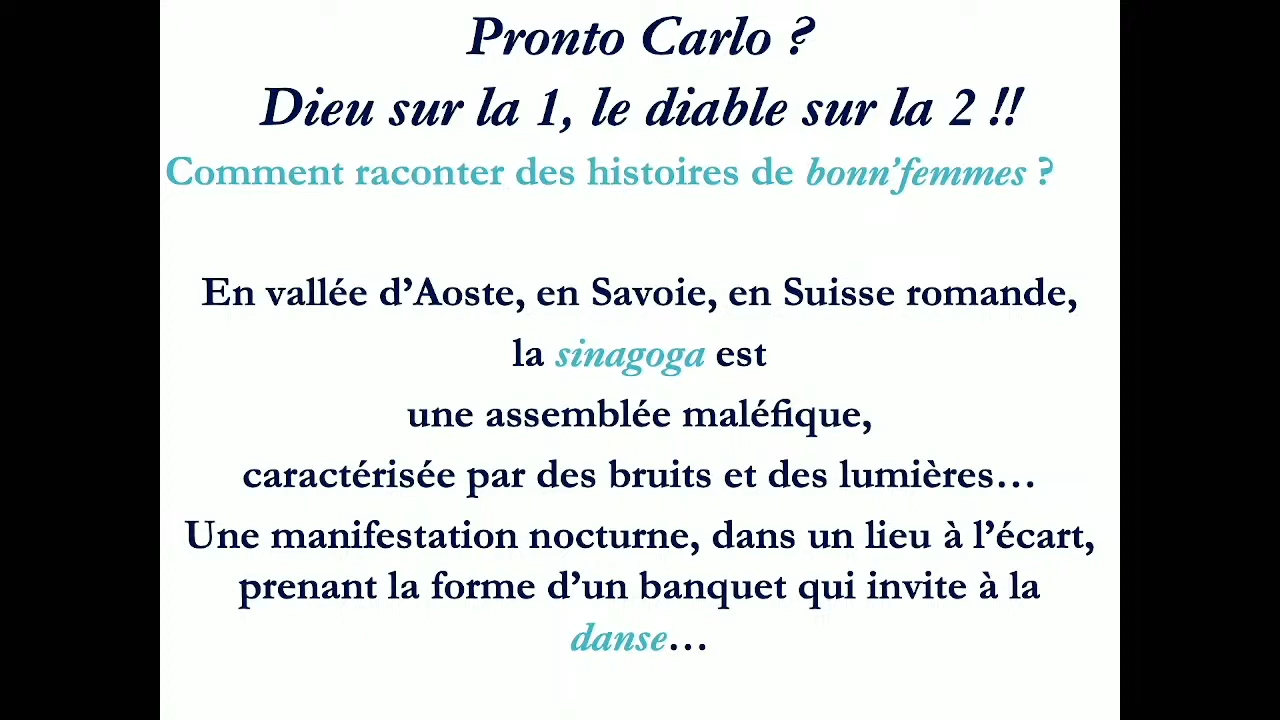 Pronto Carlo ?
Dieu sur la 1, le diable sur la 2 !!
Comment raconter des histoires de bonn’femmes ?
En vallée d’Aoste, en Savoie, en Suisse romande,
la sinagoga est
une assemblée maléfique,
caractérisée par des bruits et des lumières…
Une manifestation nocturne, dans un lieu à l’écart,
prenant la forme d’un banquet qui invite à la
danse…